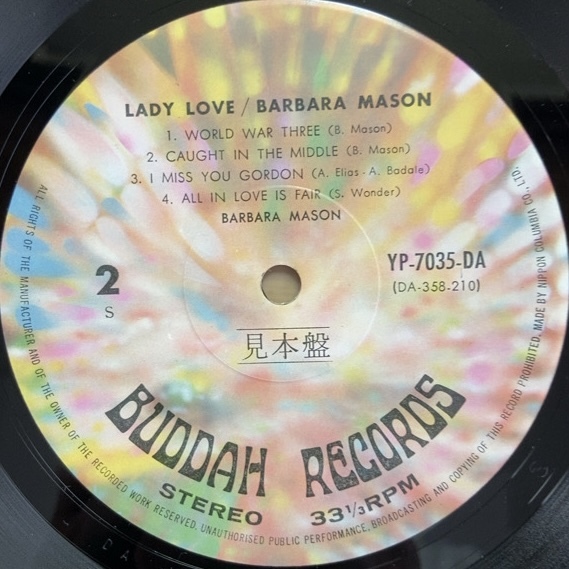 LADY LOVE / BARBARA MASON
1. WORLD WAR THREE (B. Mason)
2. CAUGHT IN THE MIDDLE (B. Mason)
3. I MISS YOU GORDON (A. Elias - A. Badale)
4. ALL IN LOVE IS FAIR (S. Wonder)
BARBARA MASON
2
S
YP-7035-DA
(DA-358-210)
見本盤
BUDDAH RECORDS
STEREO 33⅓RPM
ALL RIGHTS OF THE MANUFACTURER AND OF THE OWNER OF THE RECORDED WORK RESERVED. UNAUTHORISED PUBLIC PERFORMANCE, BROADCASTING AND COPYING OF THIS RECORD PROHIBITED. MADE BY NIPPON COLUMBIA CO., LTD.